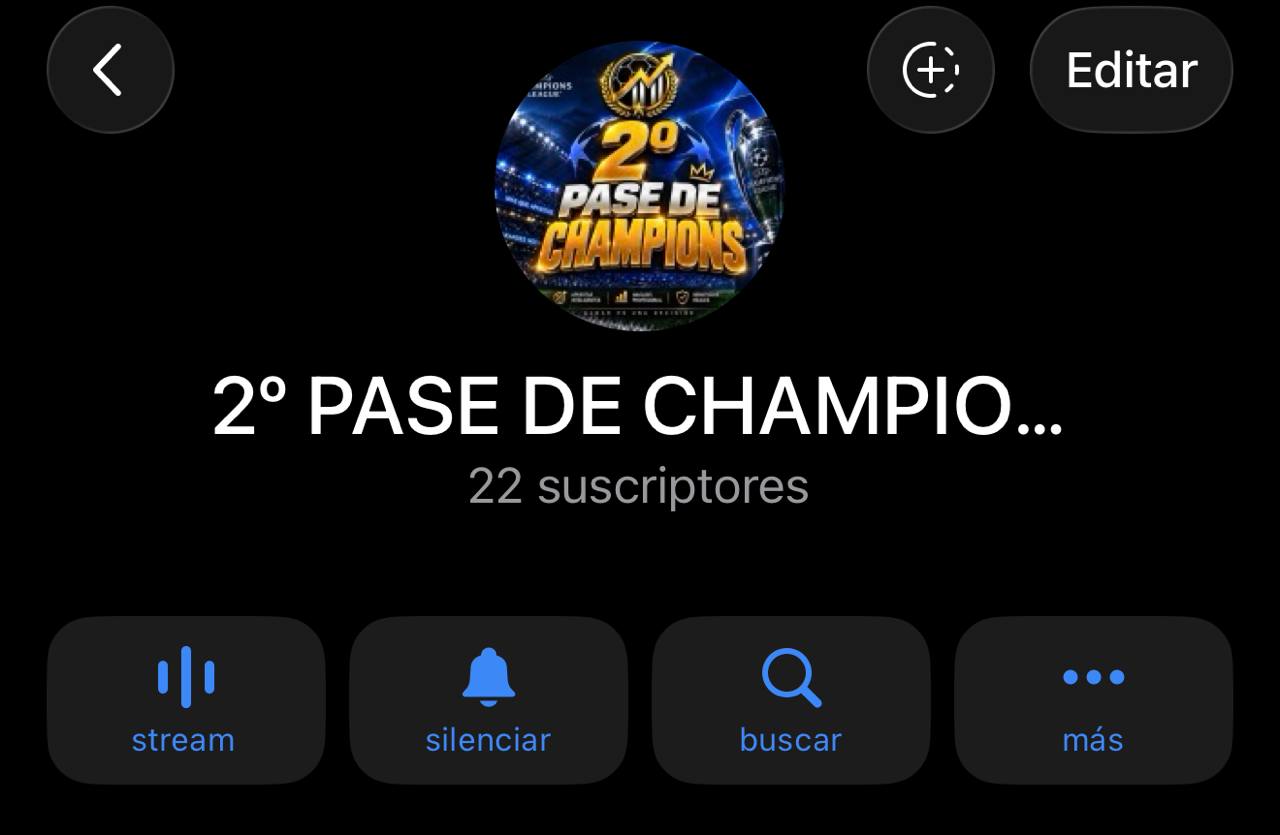 Editar
2º
PASE DE
CHAMPIONS
2º PASE DE CHAMPIO...
22 suscriptores
stream
silenciar
buscar
más